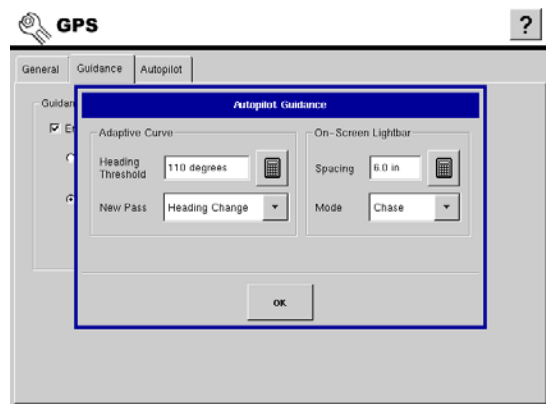 GPS
?
General Guidance Autopilot
Autopilot Guidance
Adaptive Curve
On-Screen Lightbar
Heading
Threshold
110 degrees
Spacing
6.0 in
New Pass
Heading Change
Mode
Chase
OK